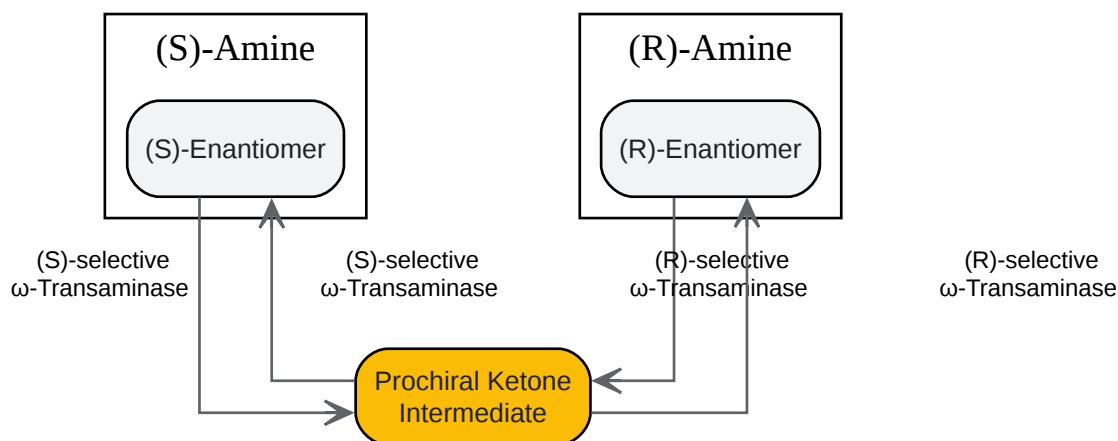 (S)-Amine
(R)-Amine
(S)-Enantiomer
(R)-Enantiomer
(S)-selective
ω-Transaminase
(S)-selective
ω-Transaminase
(R)-selective
ω-Transaminase
(R)-selective
ω-Transaminase
Prochiral Ketone
Intermediate